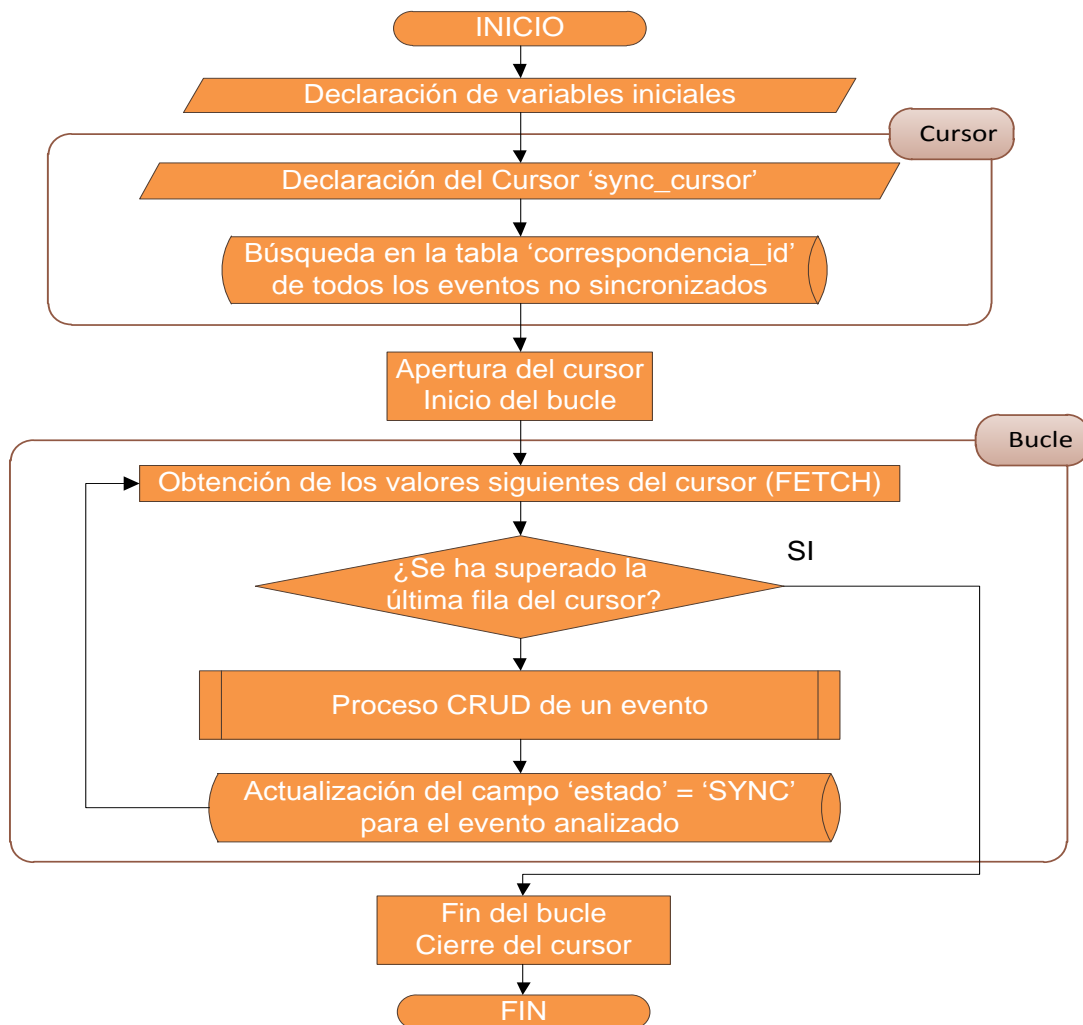 INICIO
Declaración de variables iniciales
Cursor
Declaración del Cursor ‘sync_cursor’
Búsqueda en la tabla ‘correspondencia_id’
de todos los eventos no sincronizados
Apertura del cursor
Inicio del bucle
Bucle
Obtención de los valores siguientes del cursor (FETCH)
SI
¿Se ha superado la
última fila del cursor?
Proceso CRUD de un evento
Actualización del campo ‘estado’ = ‘SYNC’
para el evento analizado
Fin del bucle
Cierre del cursor
FIN